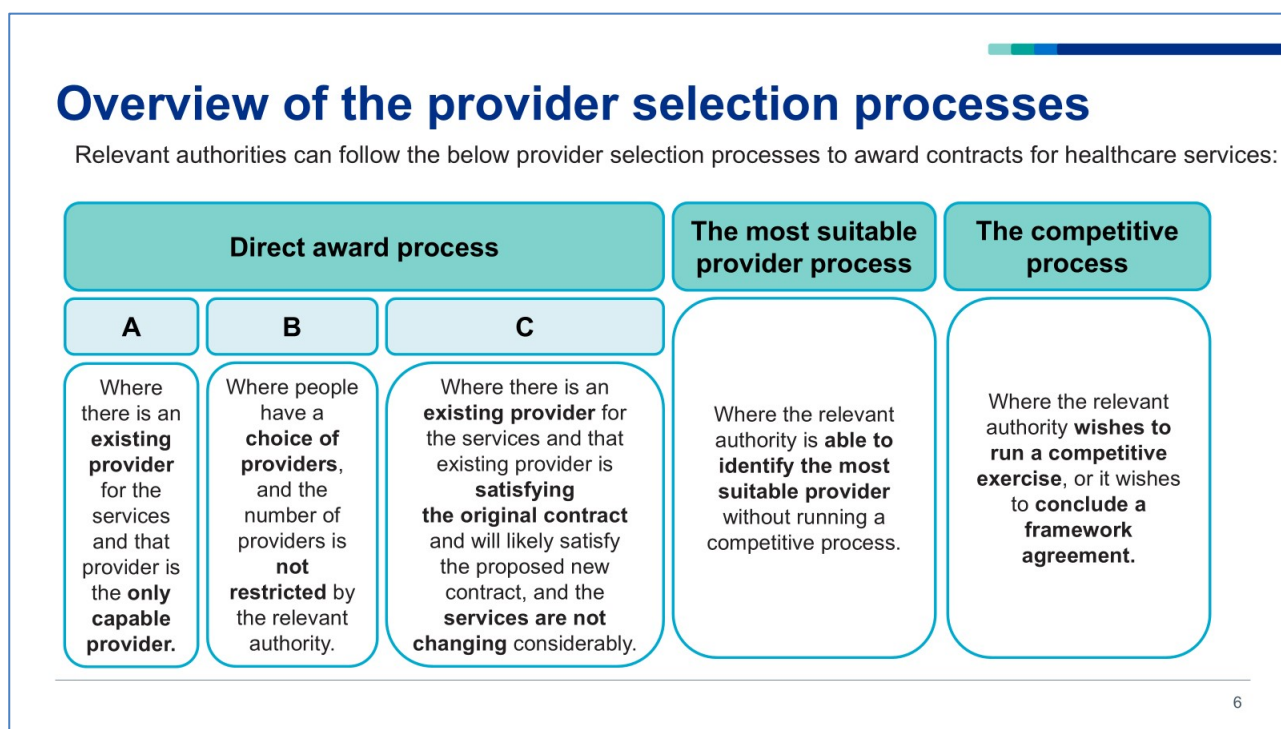 Overview of the provider selection processes
Relevant authorities can follow the below provider selection processes to award contracts for healthcare services:
Direct award process
A
Where
there is an
existing
provider
for the
services
and that
provider is
the only
capable
provider.
B
Where people
have a
choice of
providers,
and the
number of
providers is
not
restricted by
the relevant
authority.
C
Where there is an
existing provider for
the services and that
existing provider is
satisfying
the original contract
and will likely satisfy
the proposed new
contract, and the
services are not
changing considerably.
The most suitable
provider process
Where the relevant
authority is able to
identify the most
suitable provider
without running a
competitive process.
The competitive
process
Where the relevant
authority wishes to
run a competitive
exercise, or it wishes
to conclude a
framework
agreement.
6